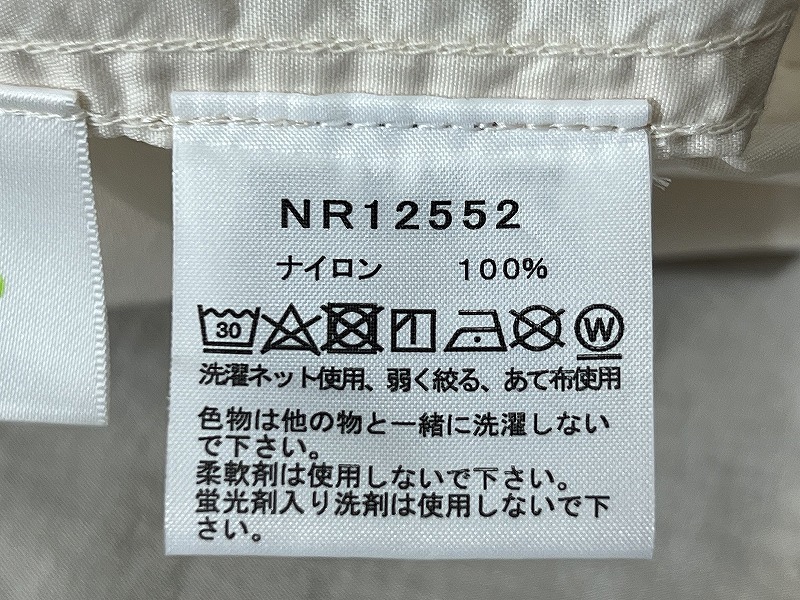 NR12552
ナイロン 100%
30
W
洗濯ネット使用、弱く絞る、あて布使用
色物は他の物と一緒に洗濯しない
で下さい。
柔軟剤は使用しないで下さい。
蛍光剤入り洗剤は使用しないで下
さい。